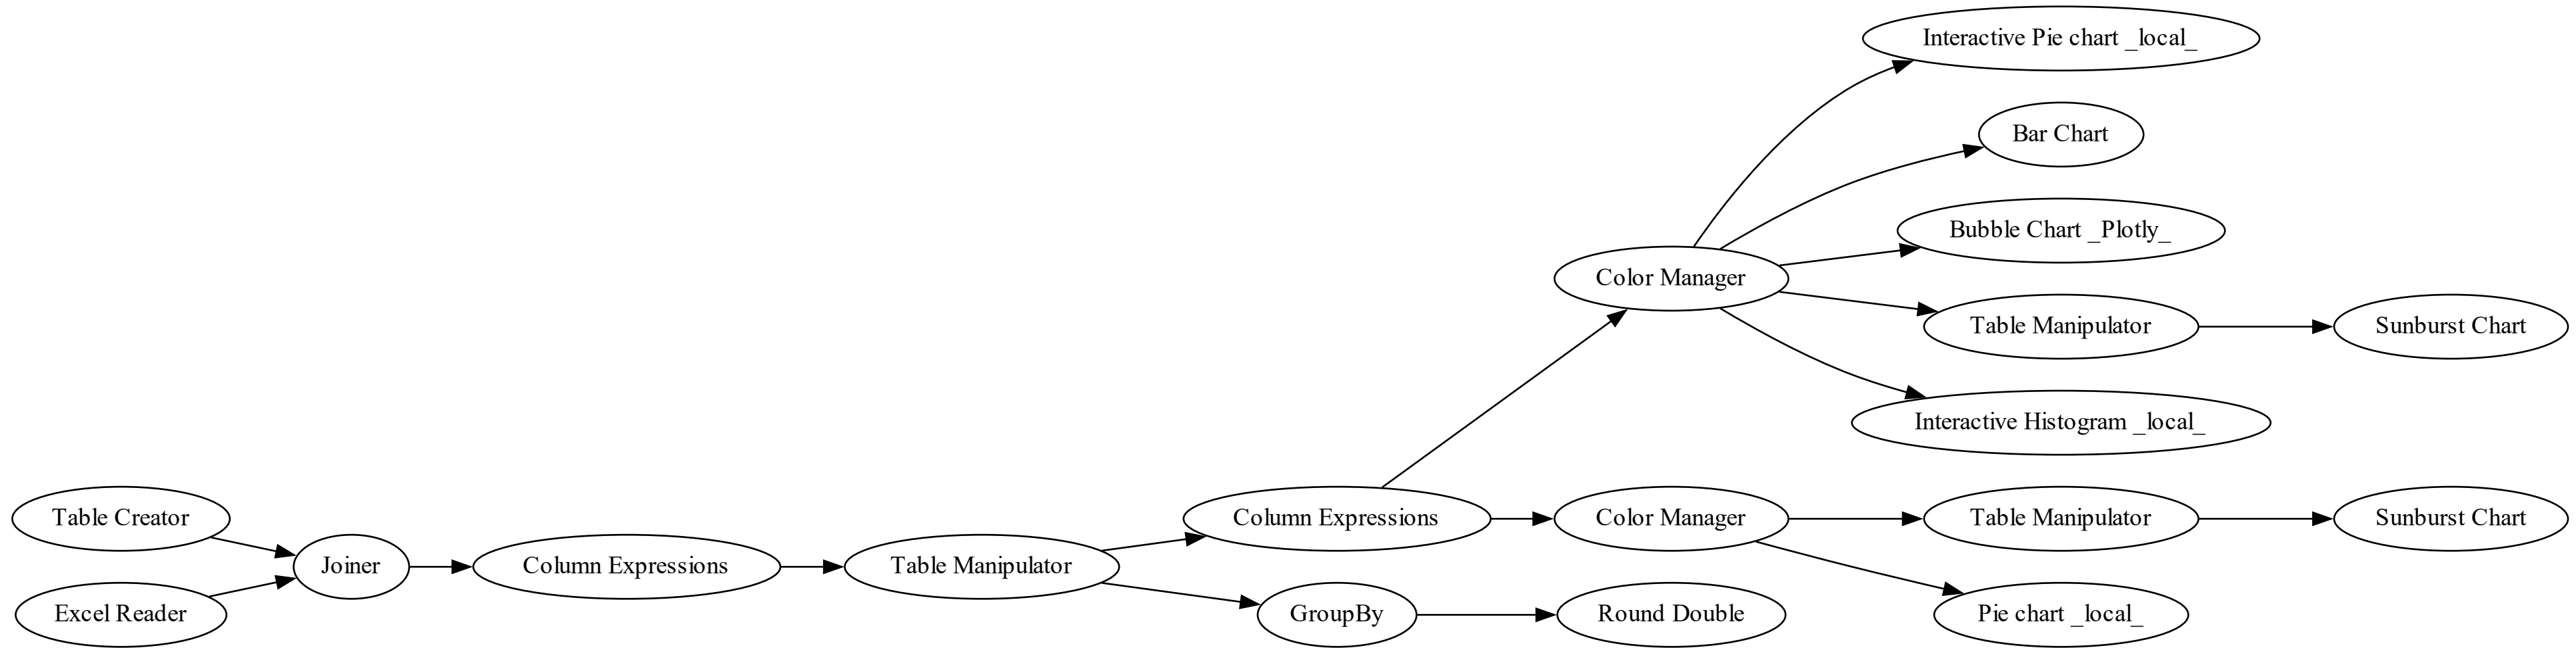 Interactive Pie chart _local_
Bar Chart
Bubble Chart _Plotly_
Color Manager
Table Manipulator
Sunburst Chart
Interactive Histogram _local_
Table Creator
Column Expressions
Color Manager
Table Manipulator
Sunburst Chart
Joiner
Column Expressions
Table Manipulator
Excel Reader
GroupBy
Round Double
Pie chart _local_